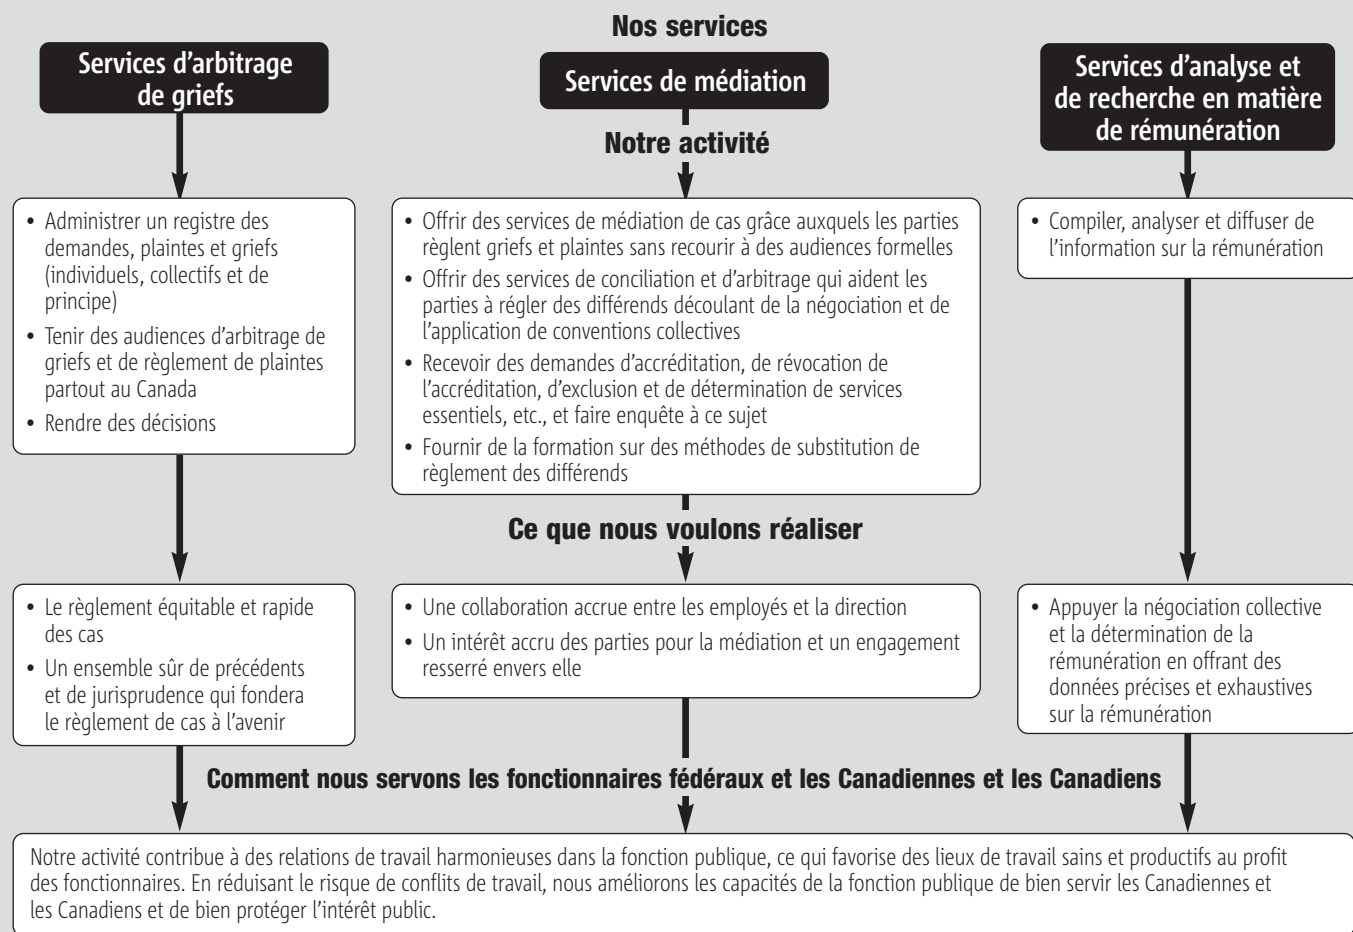 Nos services
Services d'arbitrage
de griefs
Services de médiation
Services d'analyse et
de recherche en matière
de rémunération
Notre activité
• Administrer un registre des
demandes, plaintes et griefs
(individuels, collectifs et de
principe)
• Tenir des audiences d'arbitrage de
griefs et de règlement de plaintes
partout au Canada
• Rendre des décisions
• Offrir des services de médiation de cas grâce auxquels les parties
règlent griefs et plaintes sans recourir à des audiences formelles
• Offrir des services de conciliation et d'arbitrage qui aident les
parties à régler des différends découlant de la négociation et de
l'application de conventions collectives
• Recevoir des demandes d'accréditation, de révocation de
l'accréditation, d'exclusion et de détermination de services
essentiels, etc., et faire enquête à ce sujet
• Fournir de la formation sur des méthodes de substitution de
règlement des différends
• Compiler, analyser et diffuser de
l'information sur la rémunération
Ce que nous voulons réaliser
• Le règlement équitable et rapide
des cas
• Un ensemble sûr de précédents
et de jurisprudence qui fondera
le règlement de cas à l'avenir
• Une collaboration accrue entre les employés et la direction
• Un intérêt accru des parties pour la médiation et un engagement
resserré envers elle
• Appuyer la négociation collective
et la détermination de la
rémunération en offrant des
données précises et exhaustives
sur la rémunération
Comment nous servons les fonctionnaires fédéraux et les Canadiennes et les Canadiens
Notre activité contribue à des relations de travail harmonieuses dans la fonction publique, ce qui favorise des lieux de travail sains et productifs au profit
des fonctionnaires. En réduisant le risque de conflits de travail, nous améliorons les capacités de la fonction publique de bien servir les Canadiennes et
les Canadiens et de bien protéger l'intérêt public.